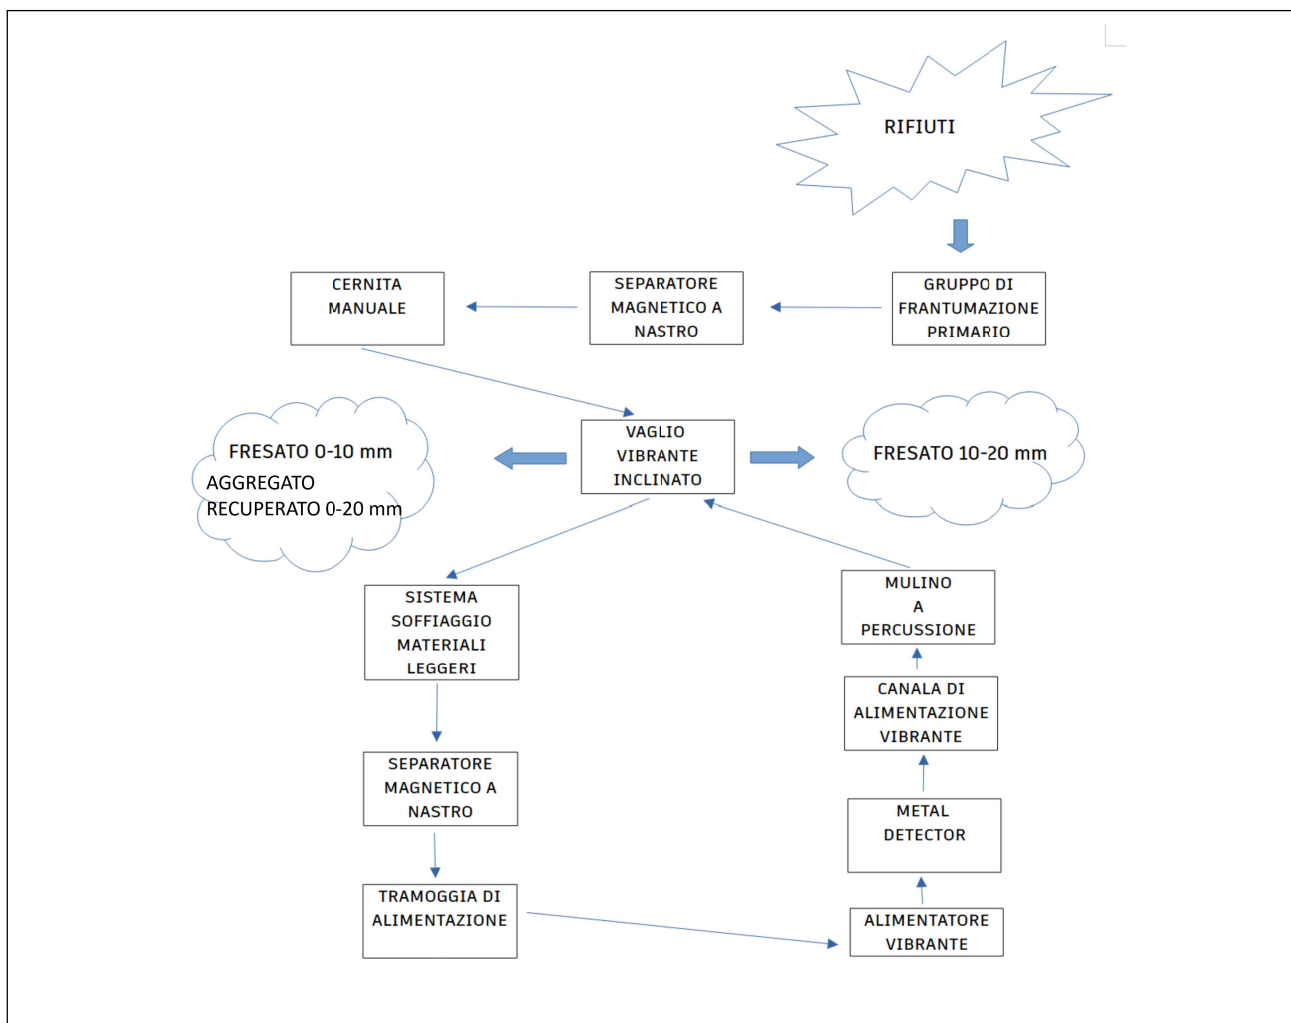 RIFIUTI
CERNITA
MANUALE
SEPARATORE
MAGNETICO A
NASTRO
GRUPPO DI
FRANTUMAZIONE
PRIMARIO
FRESATO 0-10 mm
AGGREGATO
RECUPERATO 0-20 mm
VAGLIO
VIBRANTE
INCLINATO
FRESATO 10-20 mm
SISTEMA
SOFFIAGGIO
MATERIALI
LEGGERI
MULINO
A
PERCUSSIONE
CANALA DI
ALIMENTAZIONE
VIBRANTE
SEPARATORE
MAGNETICO A
NASTRO
METAL
DETECTOR
TRAMOGGIA DI
ALIMENTAZIONE
ALIMENTATORE
VIBRANTE